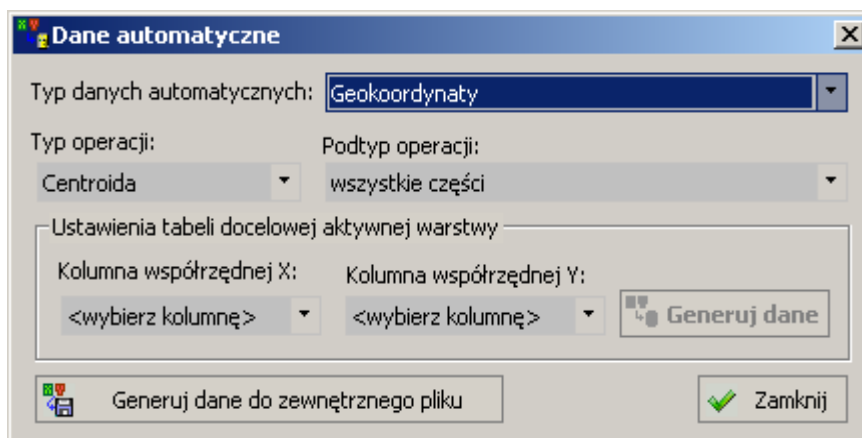 Dane automatyczne
Typ danych automatycznych: Geokoordynaty
Typ operacji: Podtyp operacji:
Centroida wszystkie części
Ustawienia tabeli docelowej aktywnej warstwy
Kolumna współrzędnej X: Kolumna współrzędnej Y:
<wybierz kolumnę> <wybierz kolumnę> Generuj dane
Generuj dane do zewnętrznego pliku Zamknij